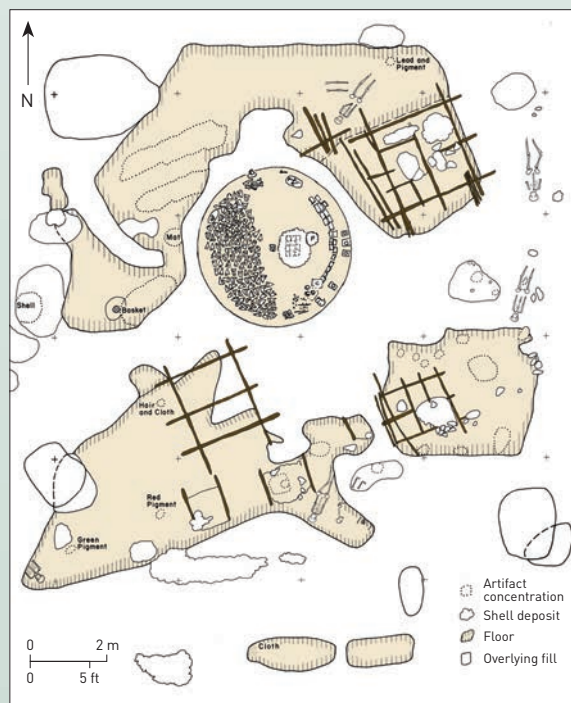 N
Lead and
Pigment
Mat
Shell
Basket
Hair
and Cloth
Red
Pigment
Green
Pigment
Cloth
Artifact
concentration
Shell deposit
Floor
Overlying fill
0 2 m
0 5 ft